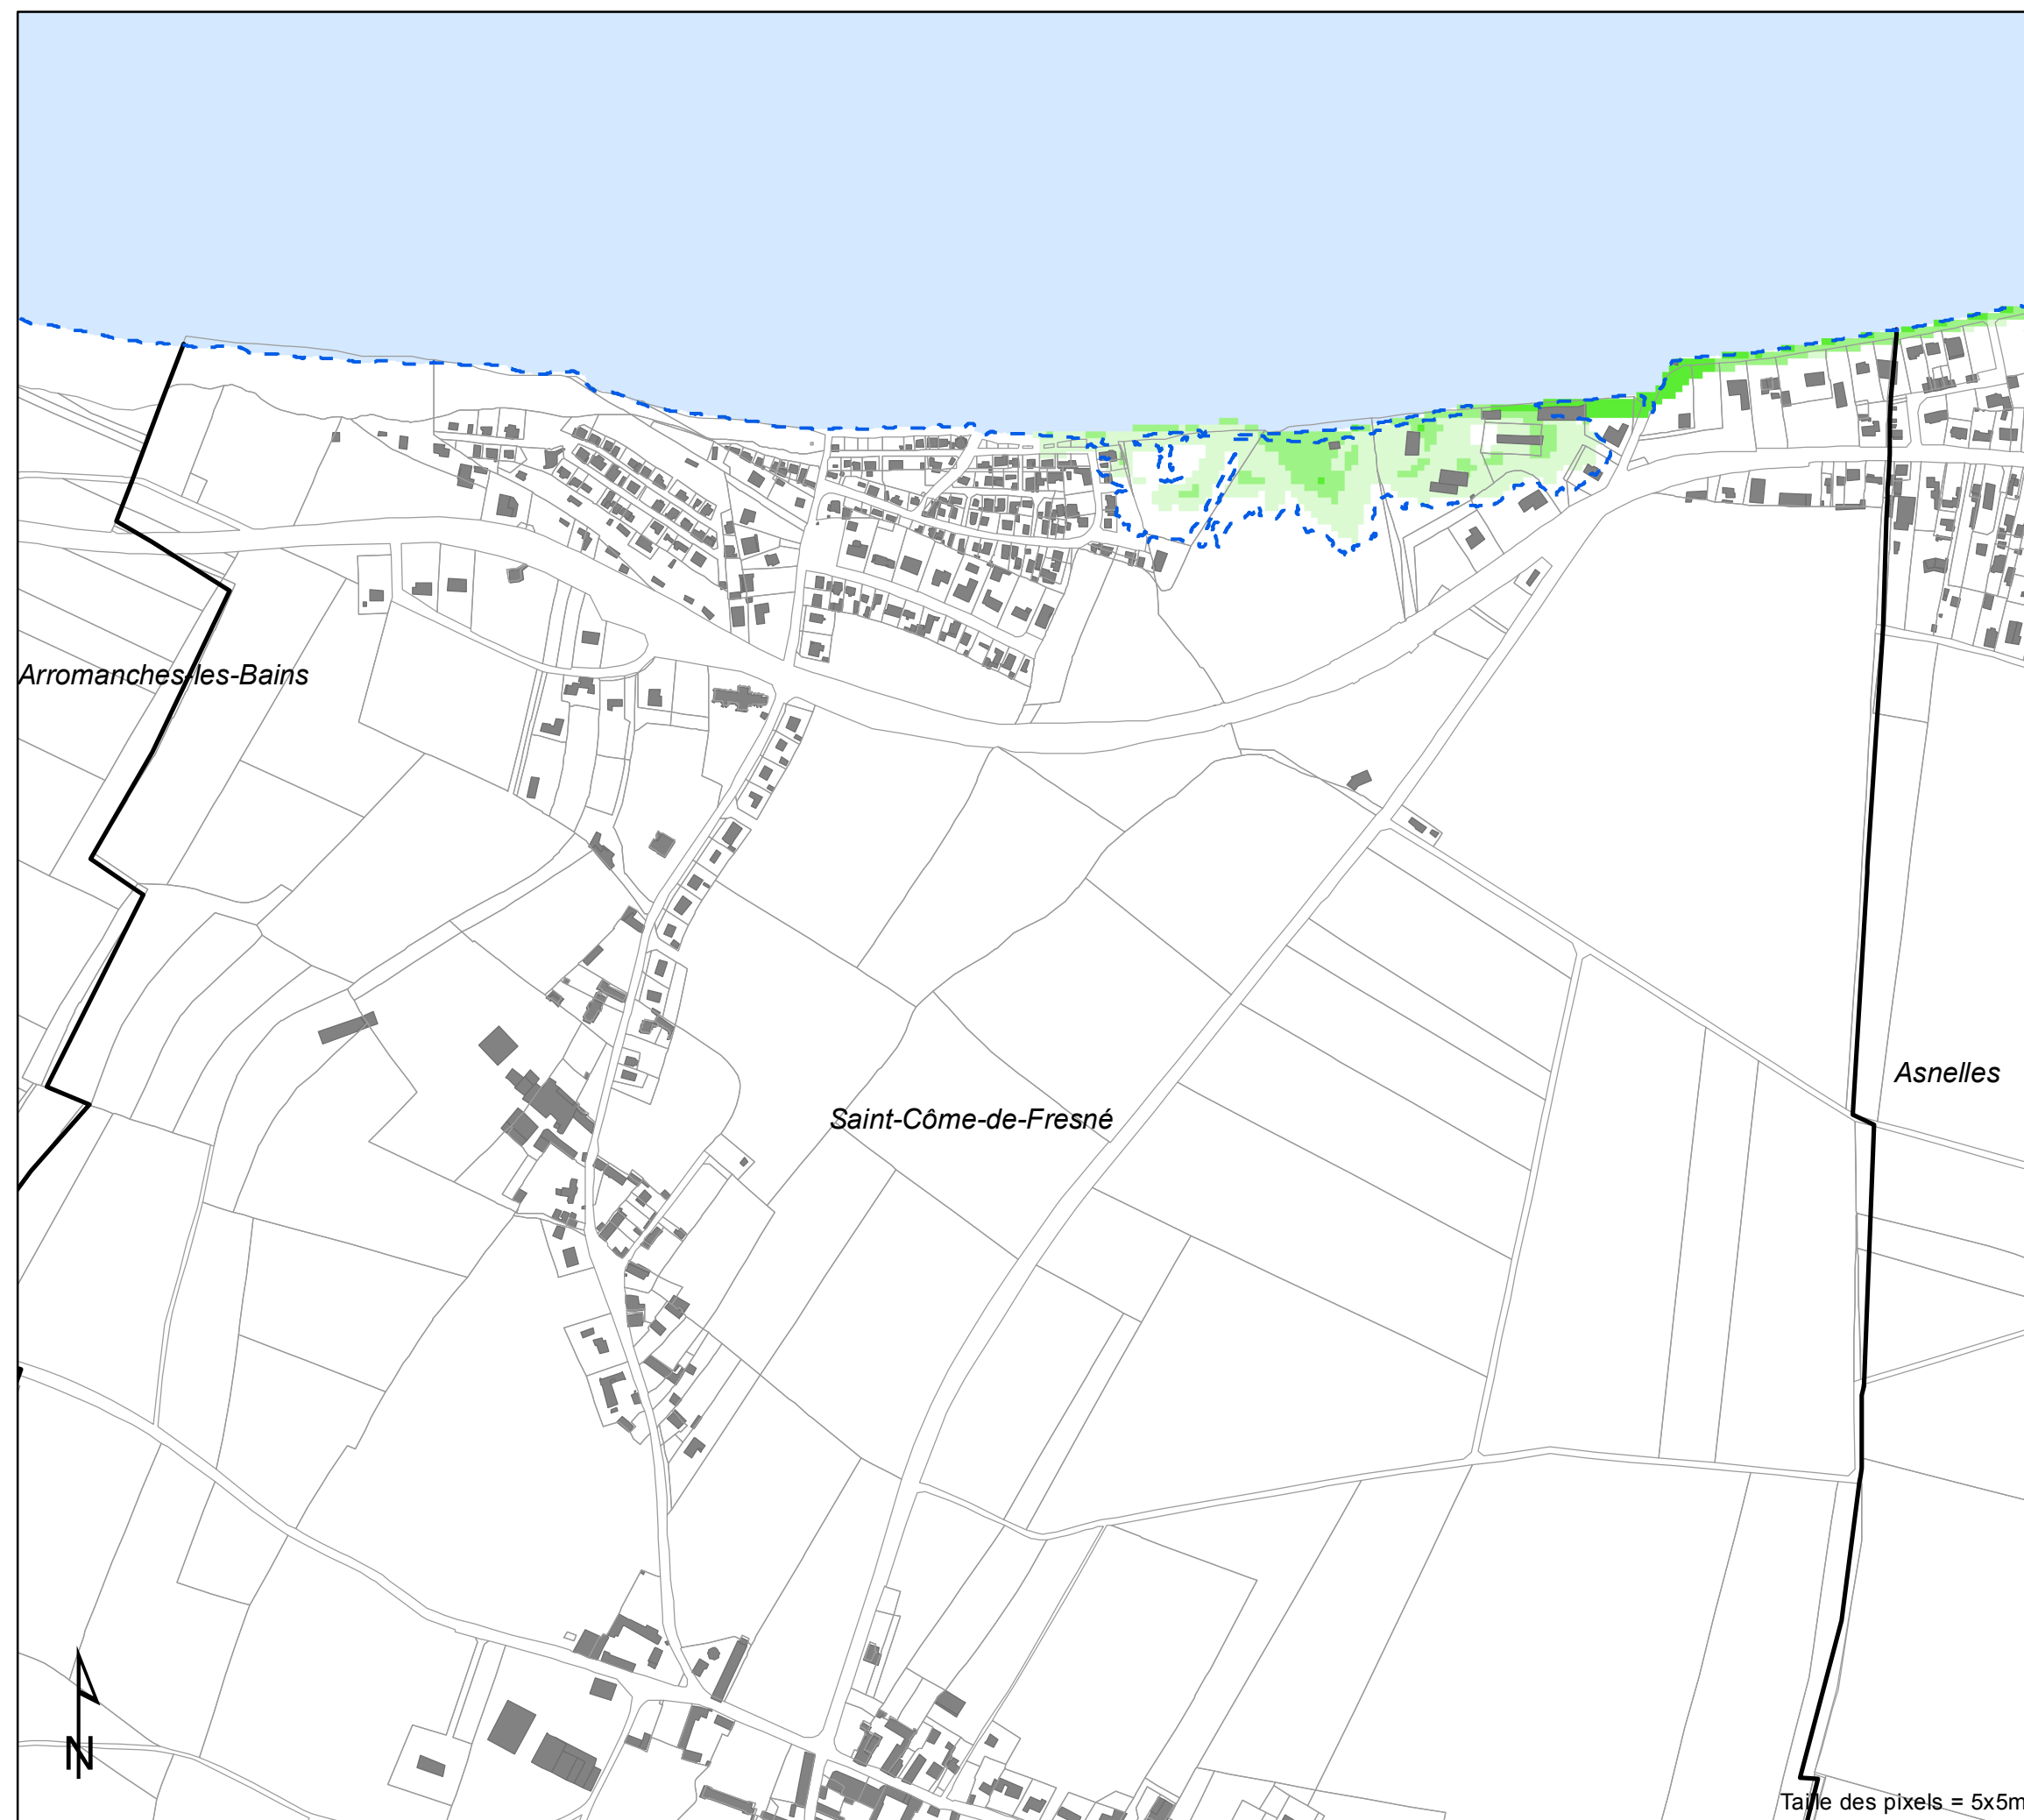 Arromanches-les-Bains
Asnelles
Saint-Côme-de-Fresné
N
Taille des pixels = 5x5m